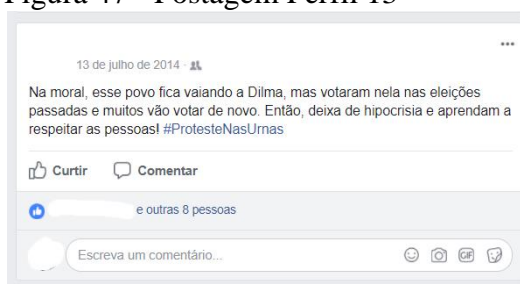 Figura 47 - Postagem Perfil 13
13 de julho de 2014 ·
Na moral, esse povo fica vaiando a Dilma, mas votaram nela nas eleições
passadas e muitos vão votar de novo. Então, deixa de hipocrisia e aprendam a
respeitar as pessoas! #ProtesteNasUrnas
Curtir Comentar
e outras 8 pessoas
Escreva um comentário... GIF